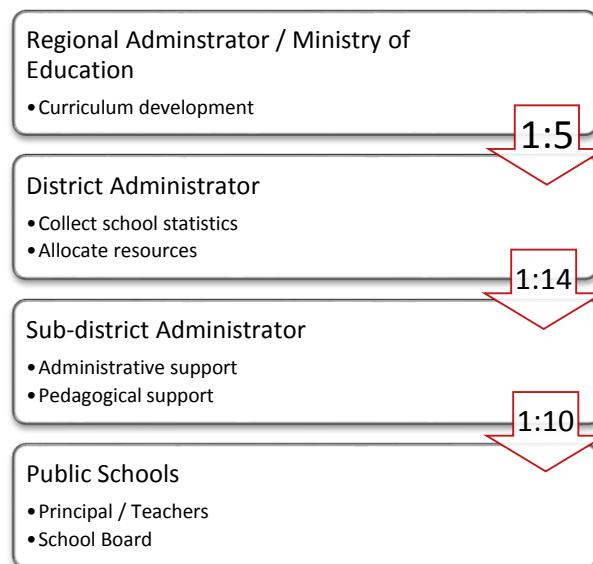 Regional Adminstrator / Ministry of
Education
•Curriculum development
1:5
District Administrator
•Collect school statistics
•Allocate resources
1:14
Sub-district Administrator
•Administrative support
•Pedagogical support
1:10
Public Schools
•Principal / Teachers
•School Board